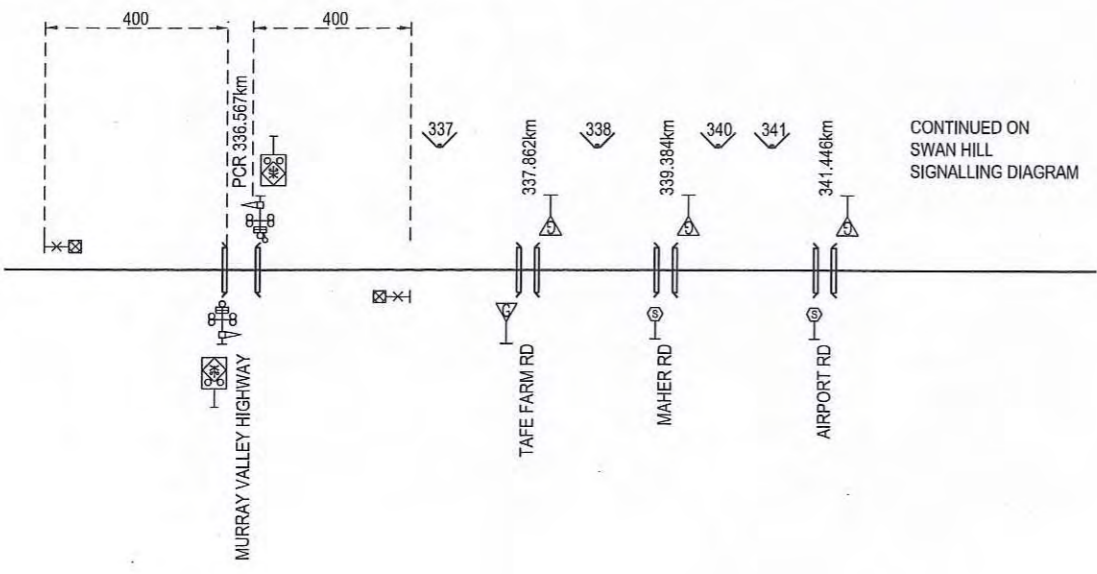 400
400
PCR 336.567km
337
337.862km
338
339.384km
340
341
341.446km
CONTINUED ON
SWAN HILL
SIGNALLING DIAGRAM
G
G
G
G
S
S
MURRAY VALLEY HIGHWAY
TAFE FARM RD
MAHER RD
AIRPORT RD